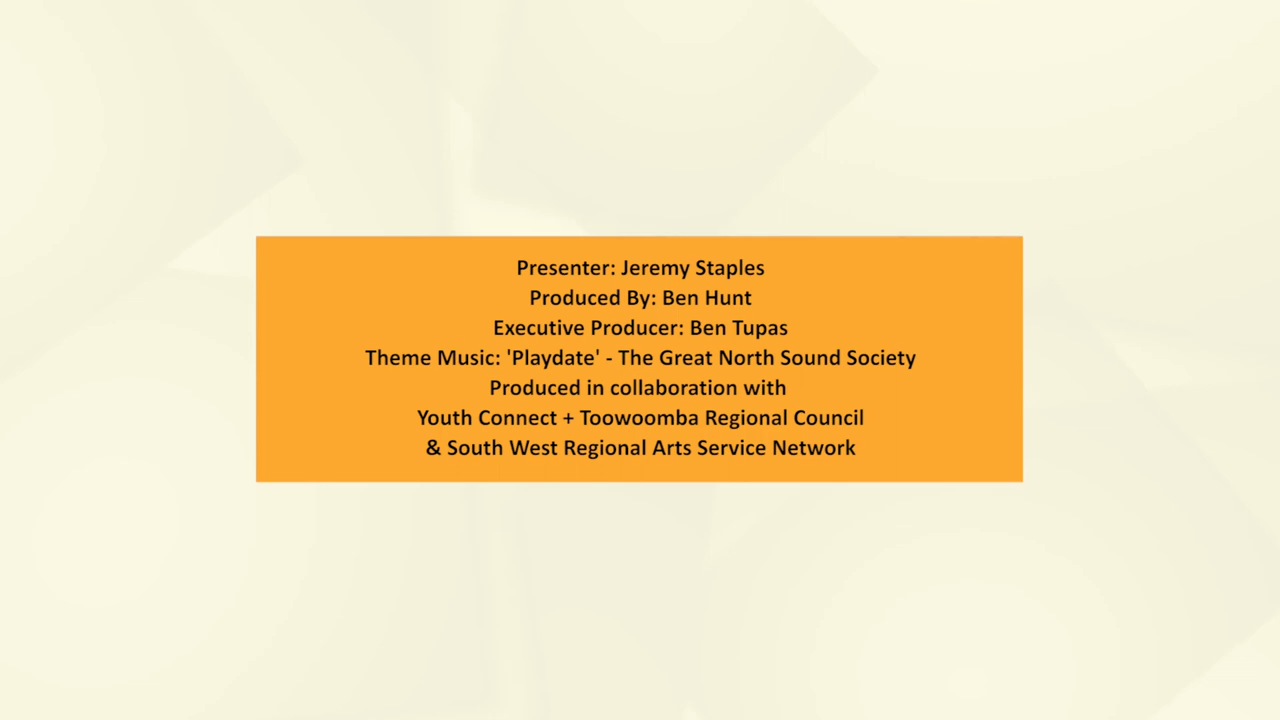 Presenter: Jeremy Staples
Produced By: Ben Hunt
Executive Producer: Ben Tupas
Theme Music: 'Playdate' - The Great North Sound Society
Produced in collaboration with
Youth Connect + Toowoomba Regional Council
& South West Regional Arts Service Network